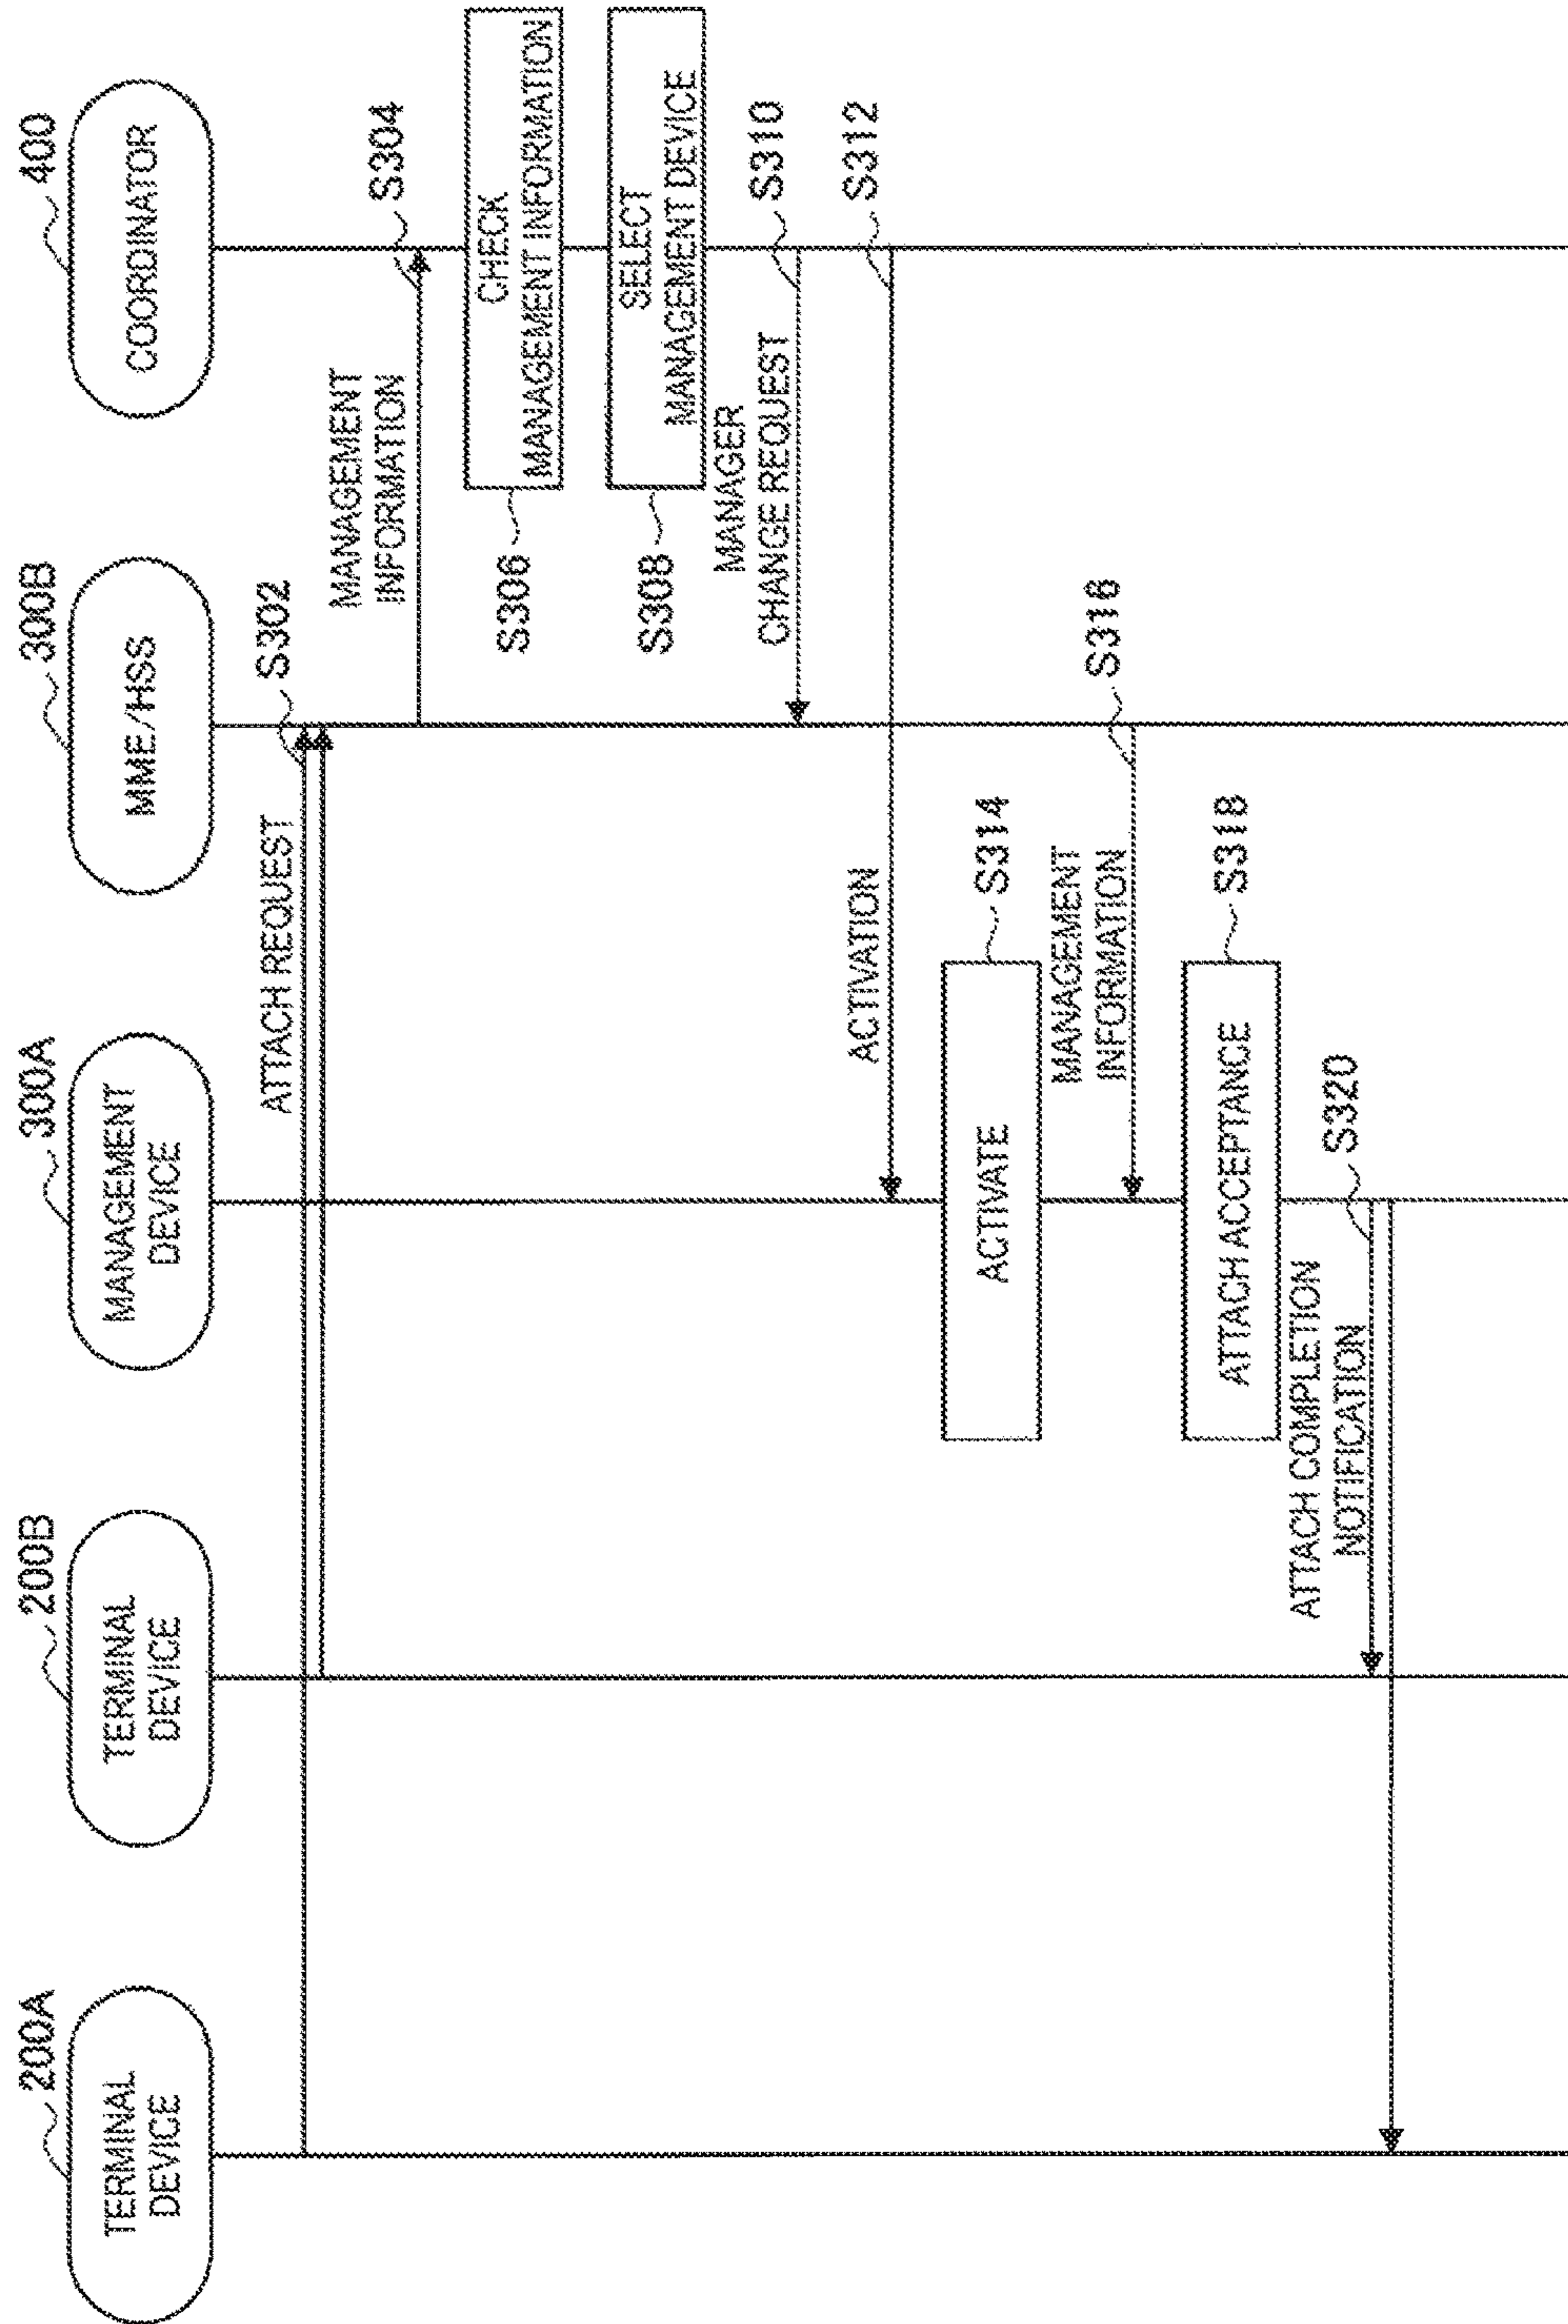 200A
TERMINAL
DEVICE
200B
TERMINAL
DEVICE
300A
MANAGEMENT
DEVICE
300B
MME/HSS
400
COORDINATOR
ATTACH REQUEST
S302
MANAGEMENT
INFORMATION
S304
S306
CHECK
MANAGEMENT INFORMATION
S308
SELECT
MANAGEMENT DEVICE
MANAGER
CHANGE REQUEST
S310
ACTIVATION
S312
ACTIVATE
S314
MANAGEMENT
INFORMATION
S316
ATTACH ACCEPTANCE
S318
ATTACH COMPLETION
NOTIFICATION
S320